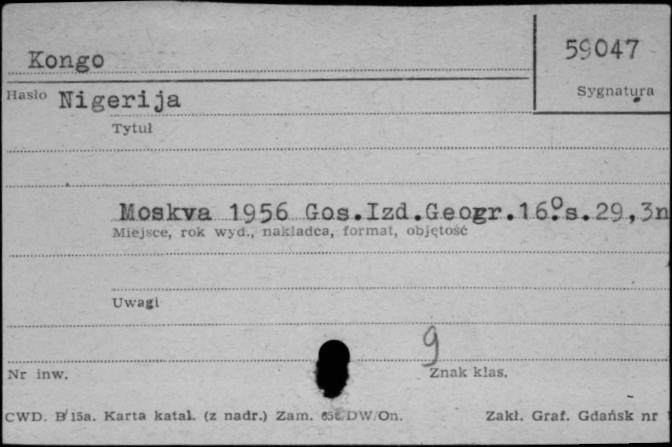 Kongo
59047
Hasło Nigerija
Sygnatura
Tytuł
Moskva 1956 Gos.Izd.Geogr.16º.s.29,3n
Miejsce, rok wyd., nakładca, format, objętość
Uwagi
9
Nr inw.
Znak klas.
CWD. B/15a. Karta katal. (z nadr.) Zam. DW/On.
Zakł. Graf. Gdańsk nr